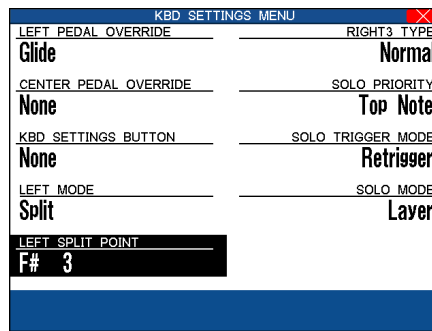 KBD SETTINGS MENU
LEFT PEDAL OVERRIDE
Glide
RIGHT3 TYPE
Normal
CENTER PEDAL OVERRIDE
None
SOLO PRIORITY
Top Note
KBD SETTINGS BUTTON
None
SOLO TRIGGER MODE
Retrigger
LEFT MODE
Split
SOLO MODE
Layer
LEFT SPLIT POINT
F# 3